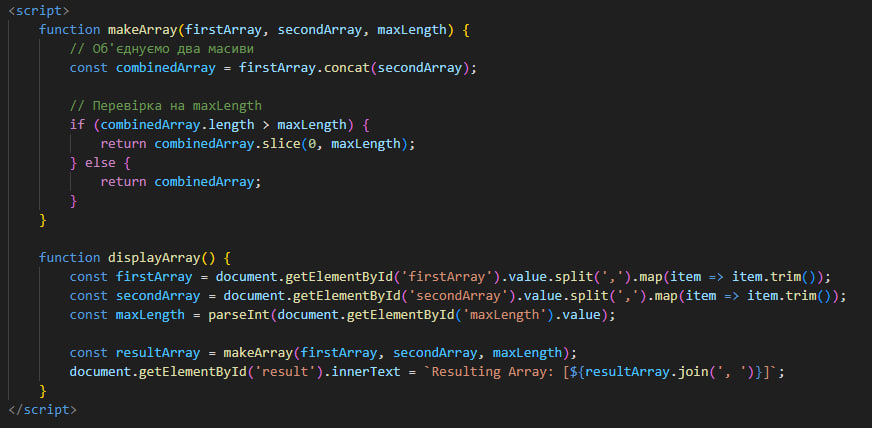 <script>
function makeArray(firstArray, secondArray, maxLength) {
// Об'єднуємо два масиви
const combinedArray = firstArray.concat(secondArray);
// Перевірка на maxLength
if (combinedArray.length > maxLength) {
return combinedArray.slice(0, maxLength);
} else {
return combinedArray;
}
}
function displayArray() {
const firstArray = document.getElementById('firstArray').value.split(',').map(item => item.trim());
const secondArray = document.getElementById('secondArray').value.split(',').map(item => item.trim());
const maxLength = parseInt(document.getElementById('maxLength').value);
const resultArray = makeArray(firstArray, secondArray, maxLength);
document.getElementById('result').innerText = `Resulting Array: [${resultArray.join(', ')}]`;
}
</script>